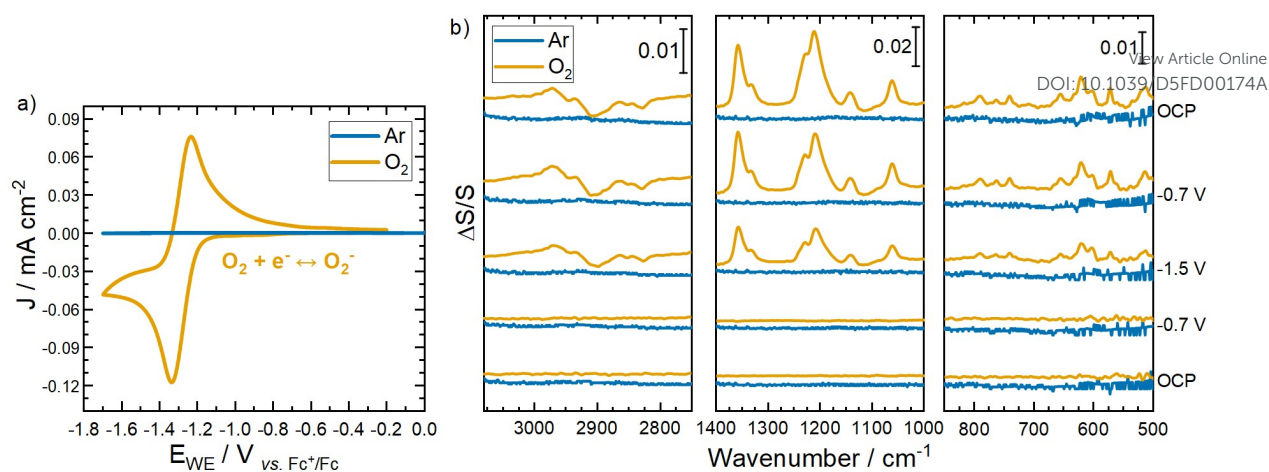 a)
0.09
0.06
0.03
0.00
-0.03
-0.06
-0.09
-0.12
J / mA cm-2
Ar
O2
O2 + e- ↔ O2-
-1.8 -1.6 -1.4 -1.2 -1.0 -0.8 -0.6 -0.4 -0.2 0.0
EWE / V vs. Fc+/Fc
b)
ΔS/S
Ar
O2
0.01
0.02
0.01
View Article Online
DOI: 10.1039/D5FD00174A
OCP
-0.7 V
-1.5 V
-0.7 V
OCP
3000 2900 2800
1400 1300 1200 1100 1000
800 700 600 500
Wavenumber / cm-1